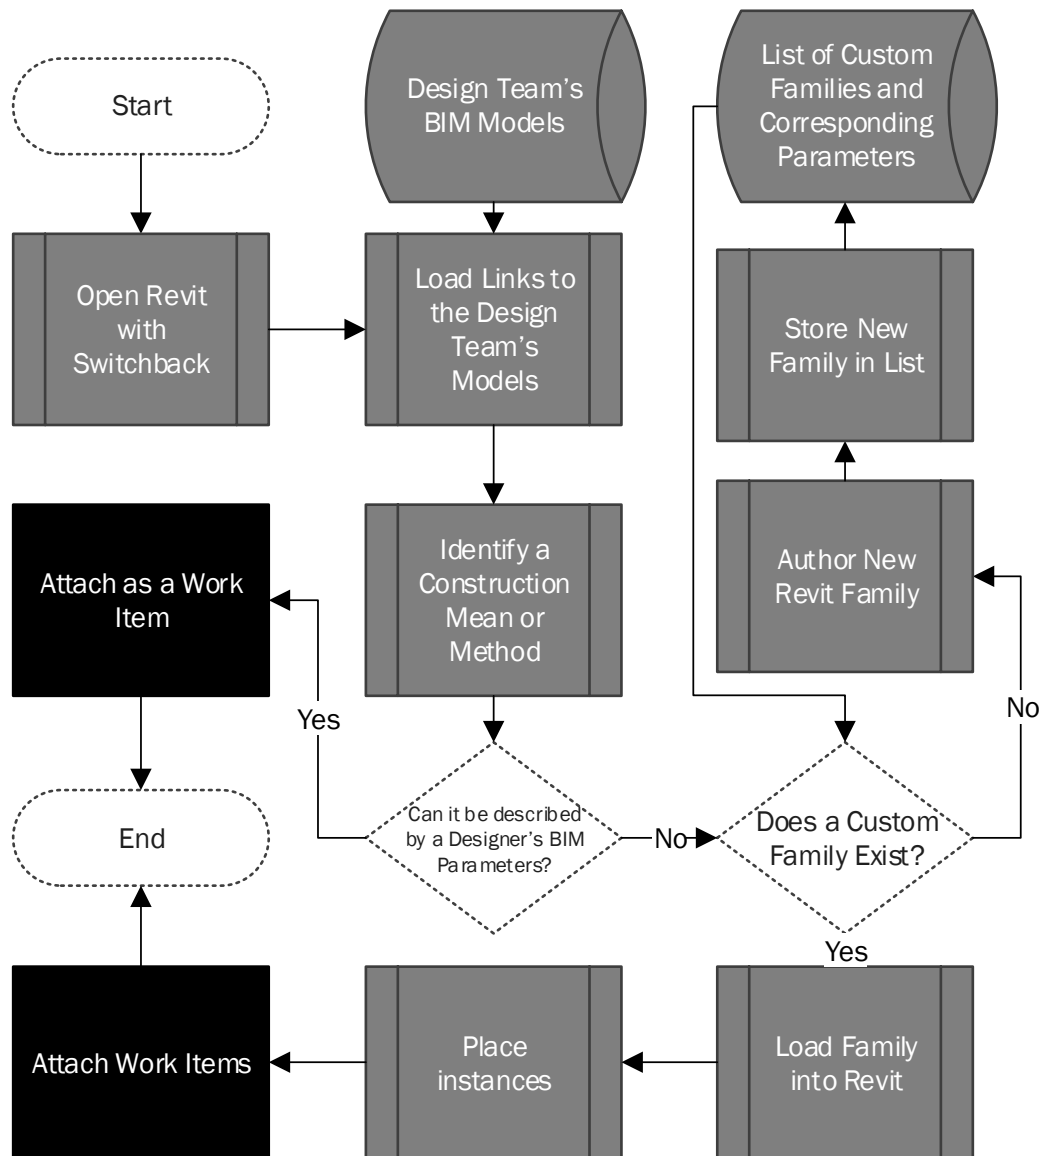 Start
Design Team's
BIM Models
List of Custom
Families and
Corresponding
Parameters
Open Revit
with
Switchback
Load Links to
the Design
Team's
Models
Store New
Family in List
Attach as a Work
Item
Identify a
Construction
Mean or
Method
Author New
Revit Family
Yes
No
End
Can it be described
by a Designer's BIM
Parameters?
No
Does a Custom
Family Exist?
Yes
Attach Work Items
Place
instances
Load Family
into Revit